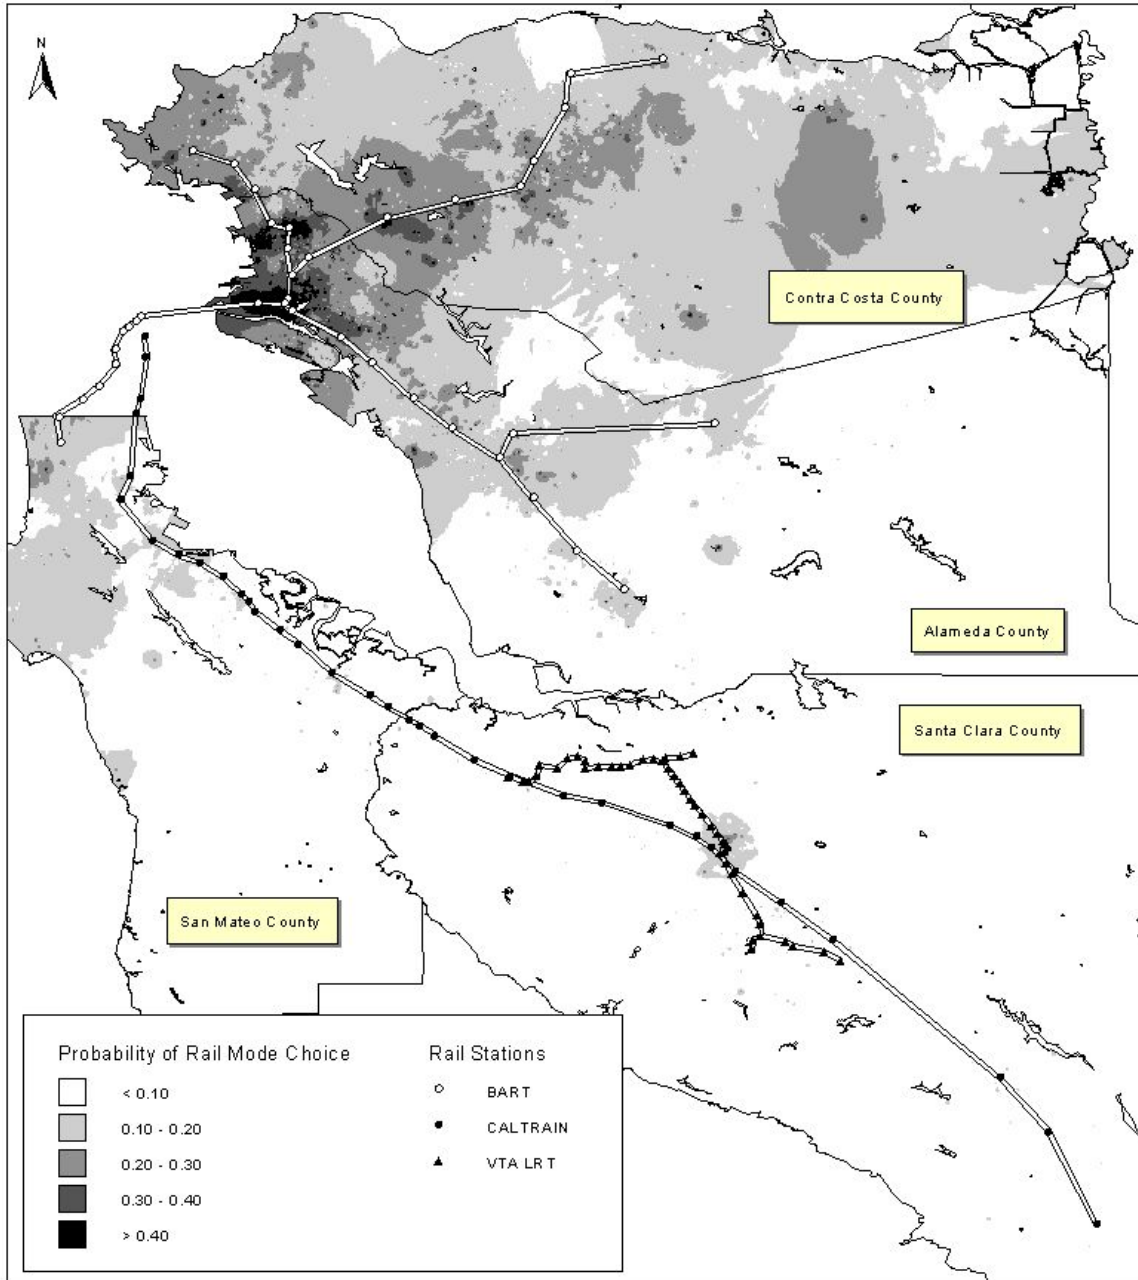 N
Contra Costa County
Alameda County
Santa Clara County
San Mateo County
Probability of Rail Mode Choice
< 0.10
0.10 - 0.20
0.20 - 0.30
0.30 - 0.40
> 0.40
Rail Stations
BART
CALTRAIN
VTA LRT